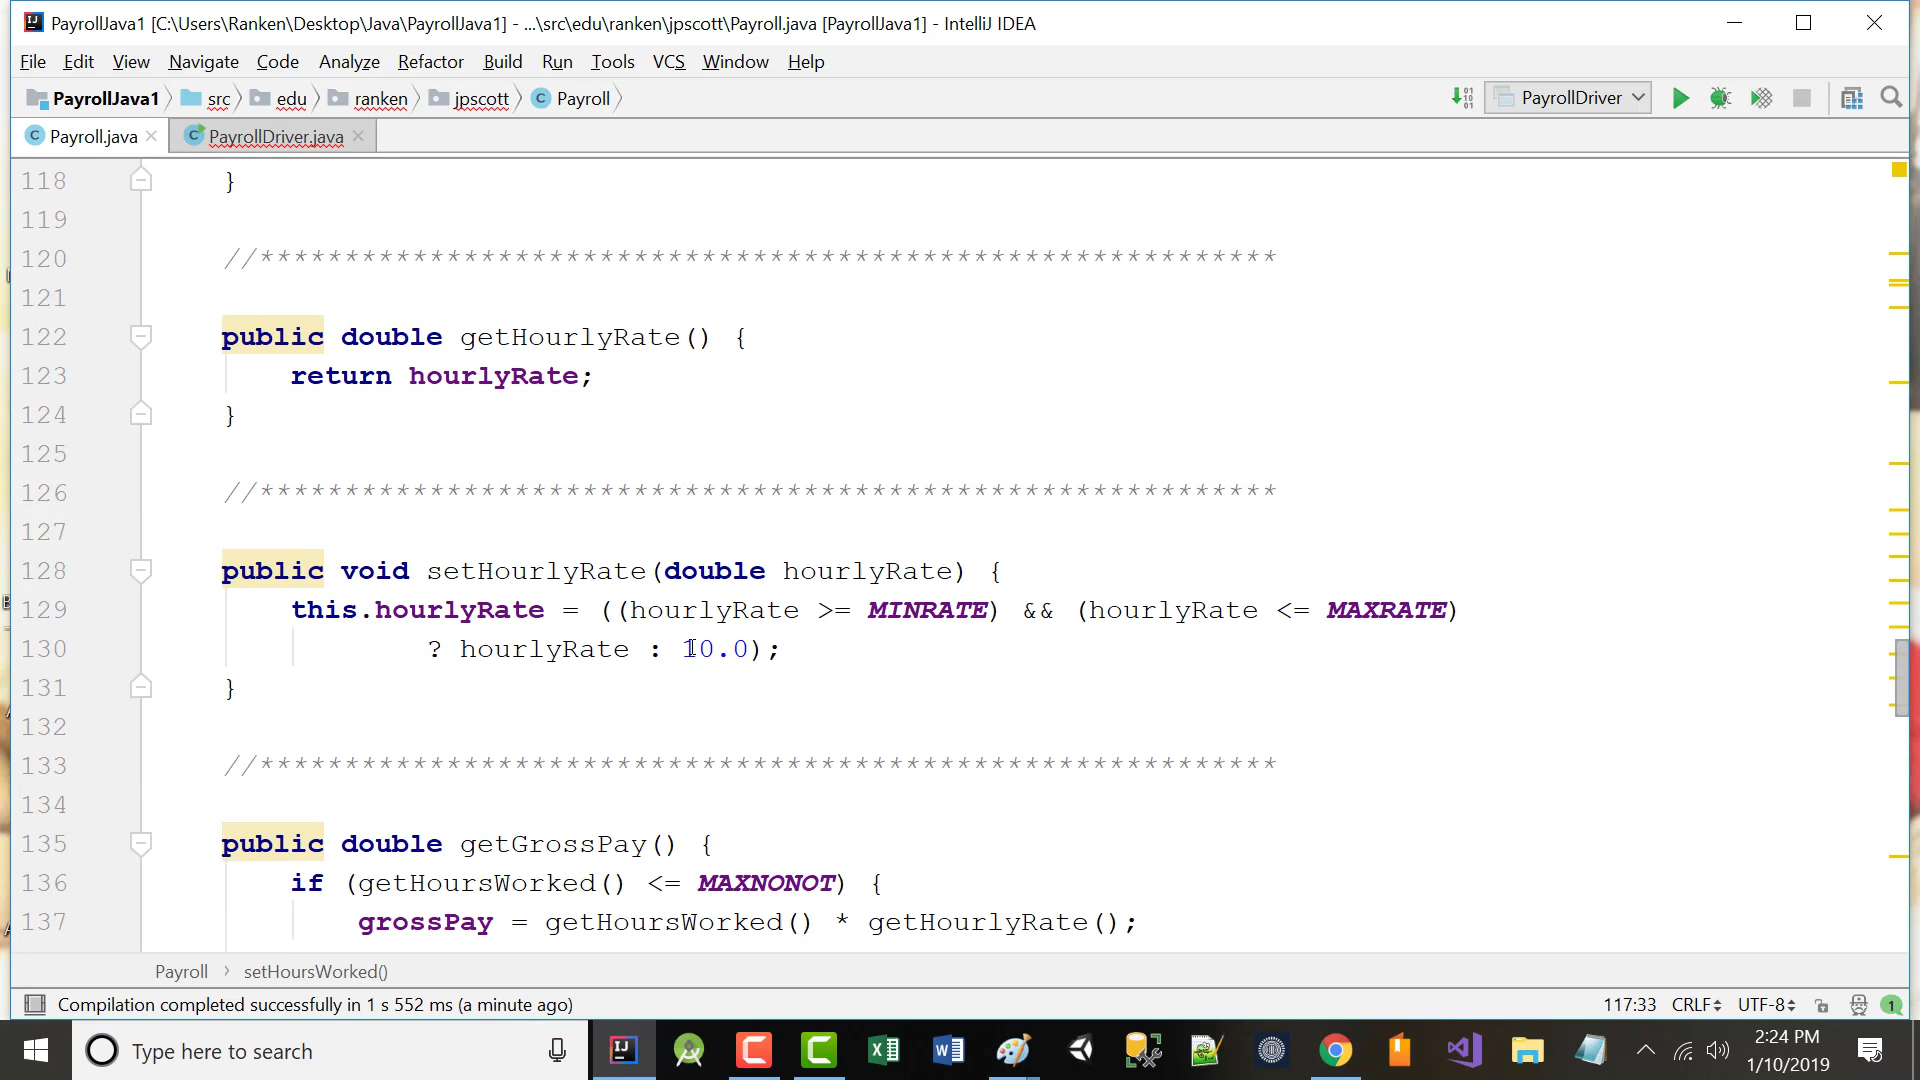 PayrollJava1 [C:\Users\Ranken\Desktop\Java\PayrollJava1] - ...\src\edu\ranken\jpscott\Payroll.java [PayrollJava1] - IntelliJ IDEA
File Edit View Navigate Code Analyze Refactor Build Run Tools VCS Window Help
PayrollJava1 src edu ranken jpscott Payroll PayrollDriver
Payroll.java PayrollDriver.java
118 }
119
120 //************************************************************
121
122 public double getHourlyRate() {
123 return hourlyRate;
124 }
125
126 //************************************************************
127
128 public void setHourlyRate(double hourlyRate) {
129 this.hourlyRate = ((hourlyRate >= MINRATE) && (hourlyRate <= MAXRATE)
130 ? hourlyRate : 10.0);
131 }
132
133 //************************************************************
134
135 public double getGrossPay() {
136 if (getHoursWorked() <= MAXNONOT) {
137 grossPay = getHoursWorked() * getHourlyRate();
Payroll › setHoursWorked()
Compilation completed successfully in 1 s 552 ms (a minute ago) 117:33 CRLF UTF-8 1
Type here to search
2:24 PM
1/10/2019